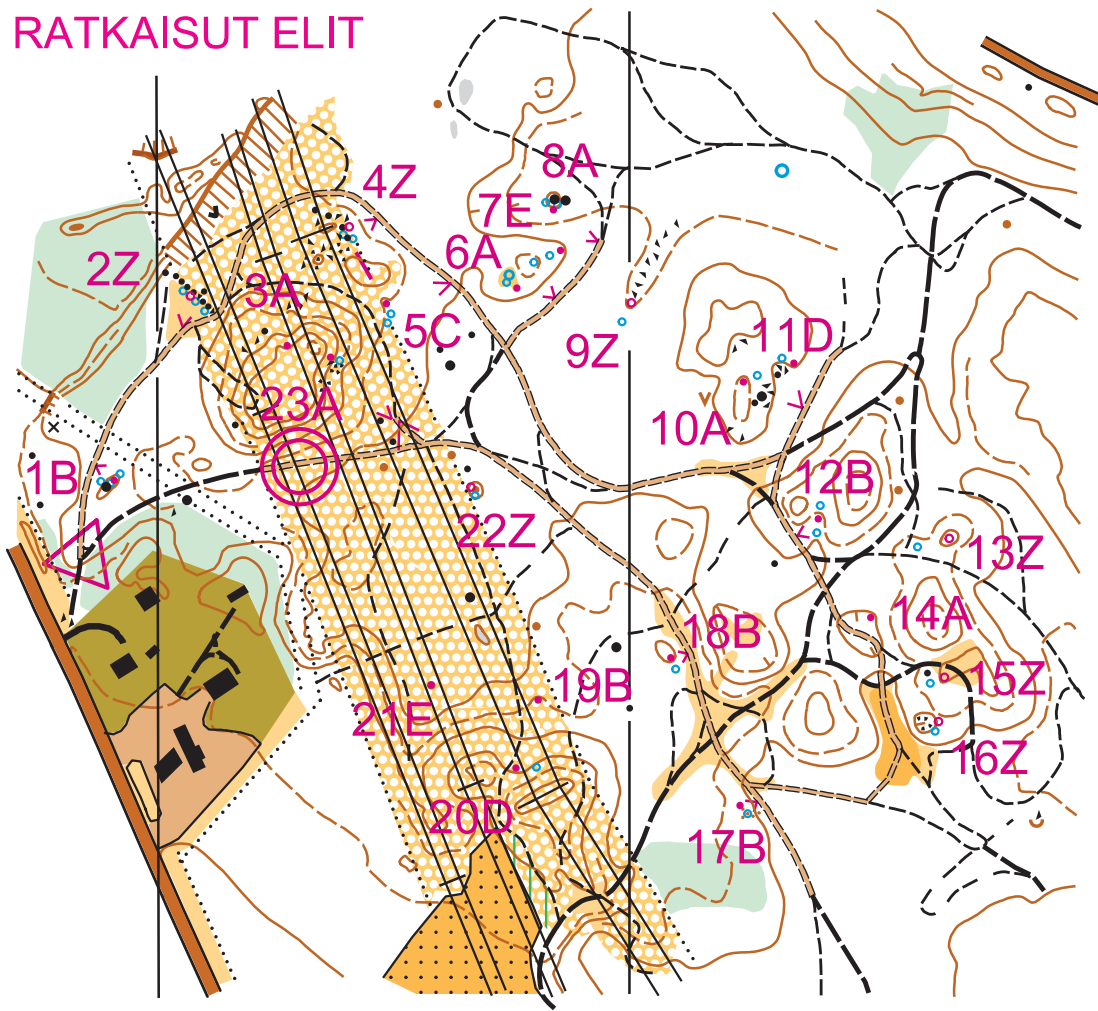 RATKAISUT ELIT
8A
4Z
7E
6A
2Z
3A
5C
9Z
11D
23A
10A
1B
12B
22Z
13Z
14A
18B
15Z
19B
21E
16Z
20D
17B